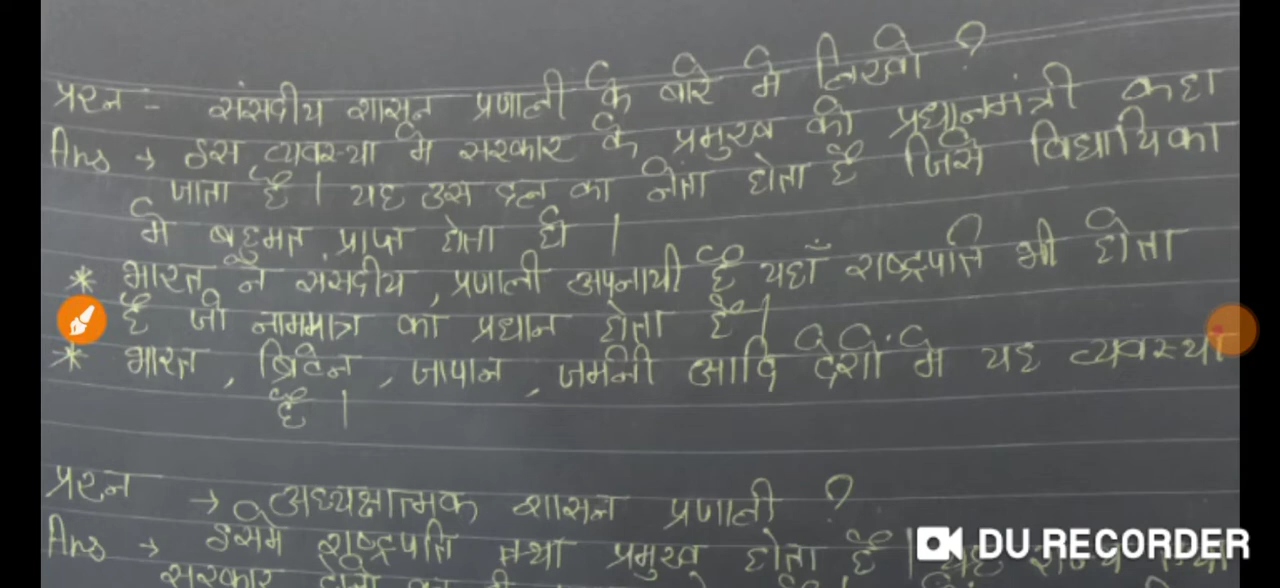 प्रश्न - संसदीय शासन प्रणाली के बारे मे लिखो ?
Ans → इस व्यवस्था मे सरकार के प्रमुख को प्रधानमंत्री कहा
जाता है । यह उस दल का नेता होता है जिसे विधायिका
मे बहुमत प्राप्त होता हो ।
* भारत ने संसदीय प्रणाली अपनायी है यहाँ राष्ट्रपति भी होता
है जो नाममात्र का प्रधान होता है ।
* भारत , ब्रिटेन , जापान , जर्मनी आदि देशों मे यह व्यवस्था
है ।
प्रश्न → अध्यक्षात्मक शासन प्रणाली ?
Ans → इसमे राष्ट्रपति प्रमुख होता है । यह राज्य
सरकार
DU RECORDER